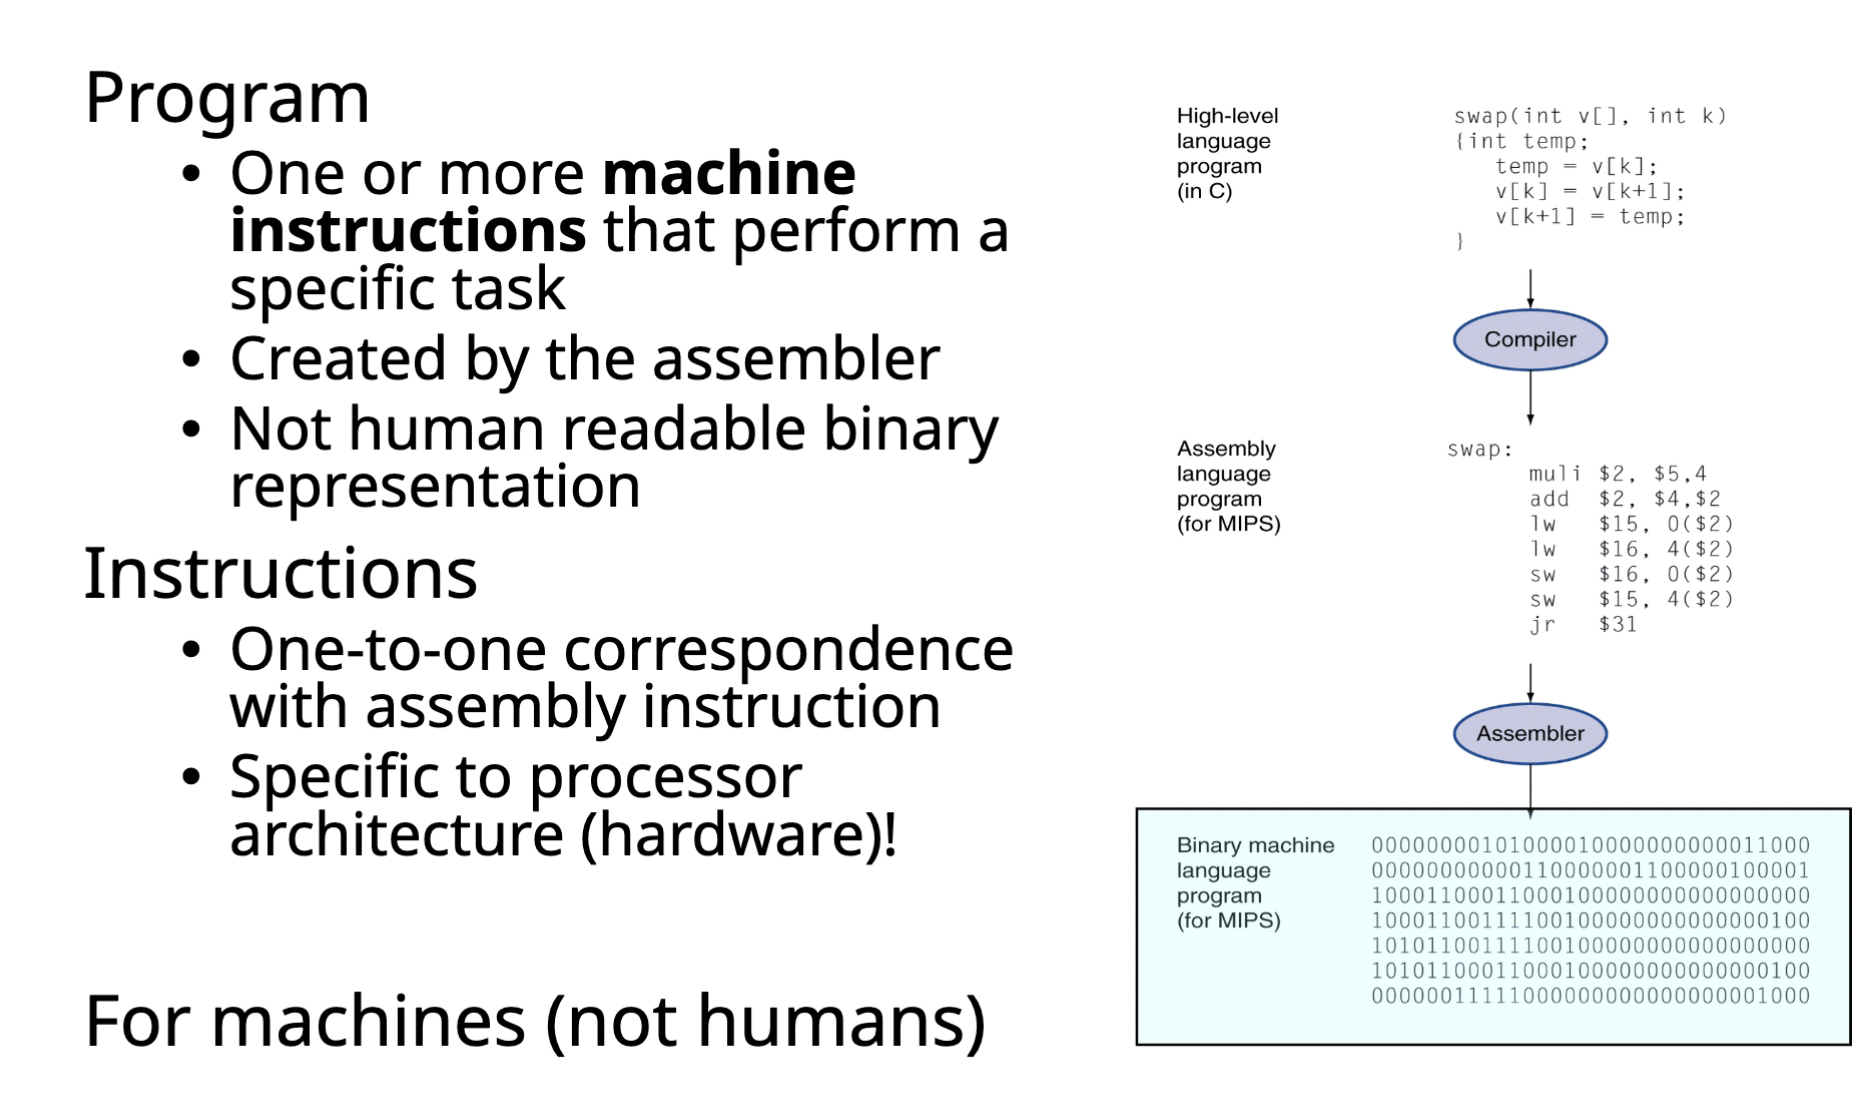 Program
• One or more machine
instructions that perform a
specific task
• Created by the assembler
• Not human readable binary
representation
Instructions
• One-to-one correspondence
with assembly instruction
• Specific to processor
architecture (hardware)!
For machines (not humans)
High-level
language
program
(in C)
swap(int v[], int k)
{int temp;
temp = v[k];
v[k] = v[k+1];
v[k+1] = temp;
}
Compiler
Assembly
language
program
(for MIPS)
swap:
muli $2, $5,4
add $2, $4,$2
lw $15, 0($2)
lw $16, 4($2)
sw $16, 0($2)
sw $15, 4($2)
jr $31
Assembler
Binary machine
language
program
(for MIPS)
00000000101000010000000000011000
00000000000110000001100000100001
10001100011000100000000000000000
10001100111100100000000000000100
10101100111100100000000000000000
10101100011000100000000000000100
00000011111000000000000000001000